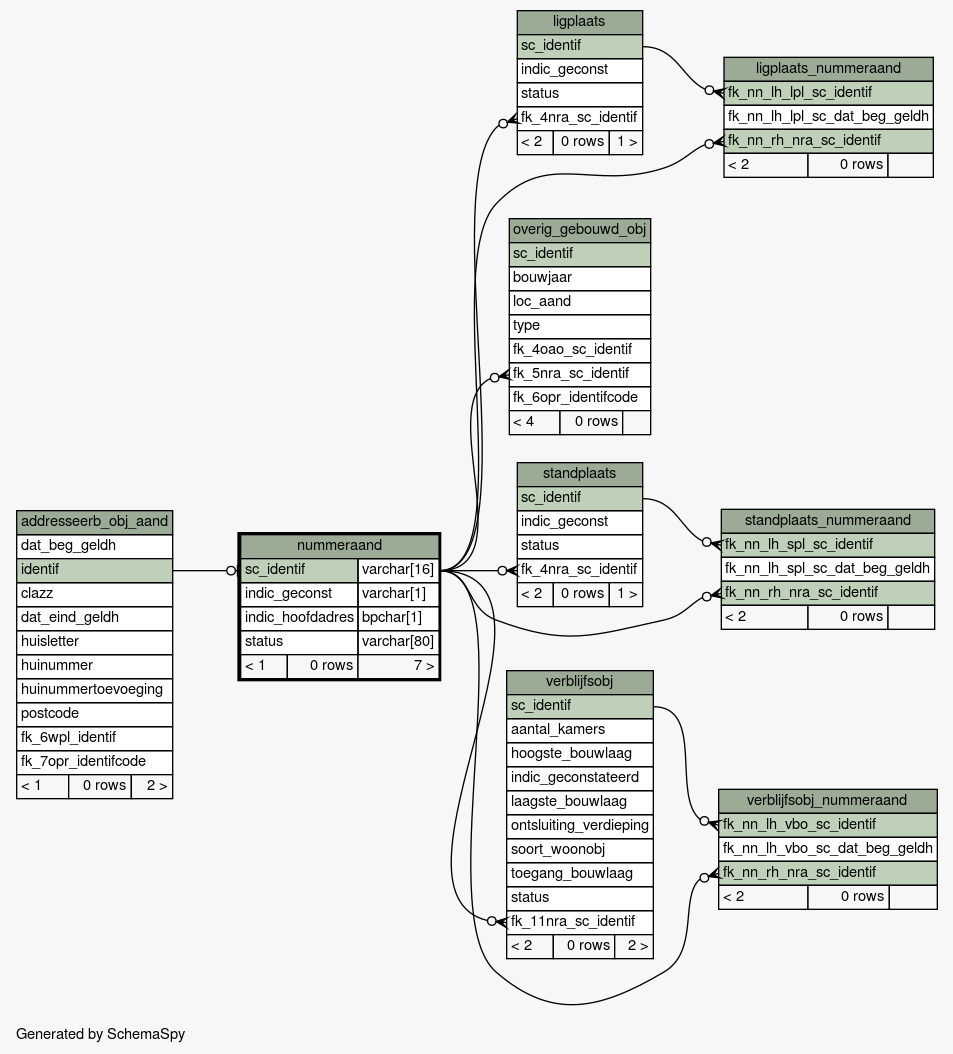 ligplaats
sc_identif
indic_geconst
status
fk_4nra_sc_identif
< 2 0 rows 1 >
ligplaats_nummeraand
fk_nn_lh_lpl_sc_identif
fk_nn_lh_lpl_sc_dat_beg_geldh
fk_nn_rh_nra_sc_identif
< 2 0 rows
overig_gebouwd_obj
sc_identif
bouwjaar
loc_aand
type
fk_4oao_sc_identif
fk_5nra_sc_identif
fk_6opr_identifcode
< 4 0 rows
standplaats
sc_identif
indic_geconst
status
fk_4nra_sc_identif
< 2 0 rows 1 >
standplaats_nummeraand
fk_nn_lh_spl_sc_identif
fk_nn_lh_spl_sc_dat_beg_geldh
fk_nn_rh_nra_sc_identif
< 2 0 rows
addresseerb_obj_aand
dat_beg_geldh
identif
clazz
dat_eind_geldh
huisletter
huinummer
huinummertoevoeging
postcode
fk_6wpl_identif
fk_7opr_identifcode
< 1 0 rows 2 >
nummeraand
sc_identif varchar[16]
indic_geconst varchar[1]
indic_hoofdadres bpchar[1]
status varchar[80]
< 1 0 rows 7 >
verblijfsobj
sc_identif
aantal_kamers
hoogste_bouwlaag
indic_geconstateerd
laagste_bouwlaag
ontsluiting_verdieping
soort_woonobj
toegang_bouwlaag
status
fk_11nra_sc_identif
< 2 0 rows 2 >
verblijfsobj_nummeraand
fk_nn_lh_vbo_sc_identif
fk_nn_lh_vbo_sc_dat_beg_geldh
fk_nn_rh_nra_sc_identif
< 2 0 rows
Generated by SchemaSpy